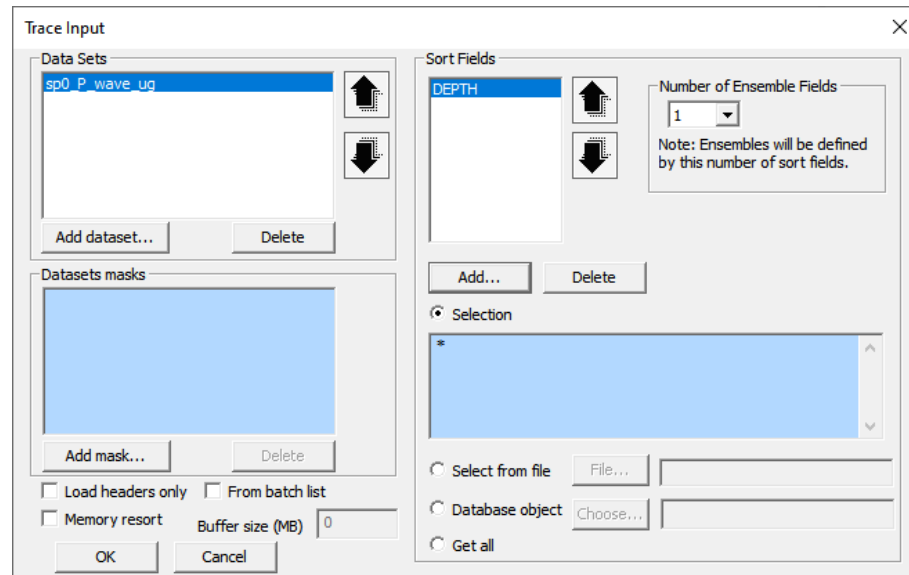 Trace Input
Data Sets
sp0_P_wave_ug
Add dataset...
Delete
Datasets masks
Add mask...
Delete
Load headers only
From batch list
Memory resort
Buffer size (MB)
0
OK
Cancel
Sort Fields
DEPTH
Number of Ensemble Fields
1
Note: Ensembles will be defined
by this number of sort fields.
Add...
Delete
Selection
*
Select from file
File...
Database object
Choose...
Get all